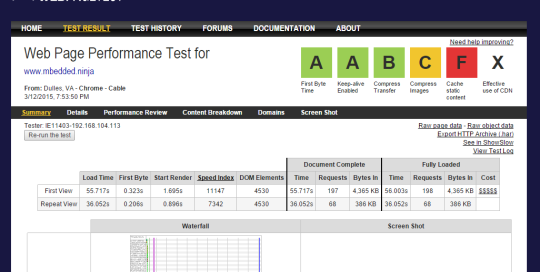 HOME TEST RESULT TEST HISTORY FORUMS DOCUMENTATION ABOUT
Need help improving?
Web Page Performance Test for
www.mbedded.ninja
From: Dulles, VA - Chrome - Cable
3/12/2015, 7:53:50 PM
A A B C F X
First Byte Time
Keep-alive Enabled
Compress Transfer
Compress Images
Cache static content
Effective use of CDN
Summary Details Performance Review Content Breakdown Domains Screen Shot
Tester: IE11403-192.168.104.113
Re-run the test
Raw page data - Raw object data
Export HTTP Archive (.har)
See in ShowSlow
View Test Log
Document Complete Fully Loaded
Load Time First Byte Start Render Speed Index DOM Elements Time Requests Bytes In Time Requests Bytes In Cost
First View 55.717s 0.323s 1.695s 11147 4530 55.717s 197 4,365 KB 56.003s 198 4,365 KB $$$$$
Repeat View 36.052s 0.206s 0.896s 7342 4530 36.052s 68 386 KB 36.052s 68 386 KB
Waterfall Screen Shot